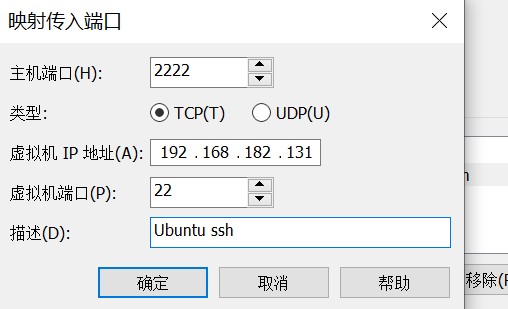 映射传入端口
主机端口(H): 2222
类型: TCP(T) UDP(U)
虚拟机 IP 地址(A): 192 . 168 . 182 . 131
虚拟机端口(P): 22
描述(D): Ubuntu ssh
确定 取消 帮助
移除(